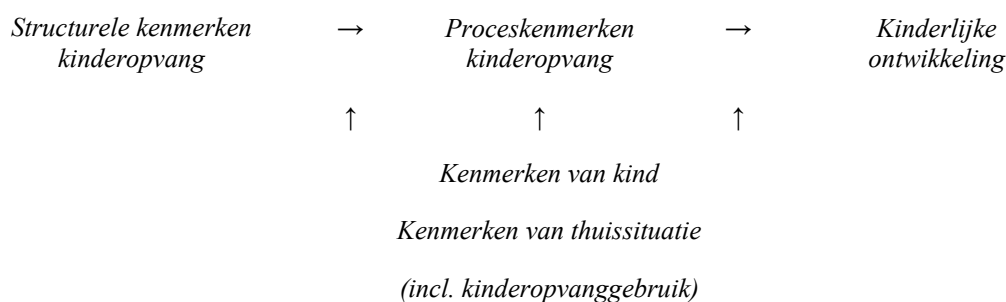 Structurele kenmerken → Proceskenmerken → Kinderlijke
kinderopvang kinderopvang ontwikkeling
↑ ↑ ↑
Kenmerken van kind
Kenmerken van thuissituatie
(incl. kinderopvanggebruik)